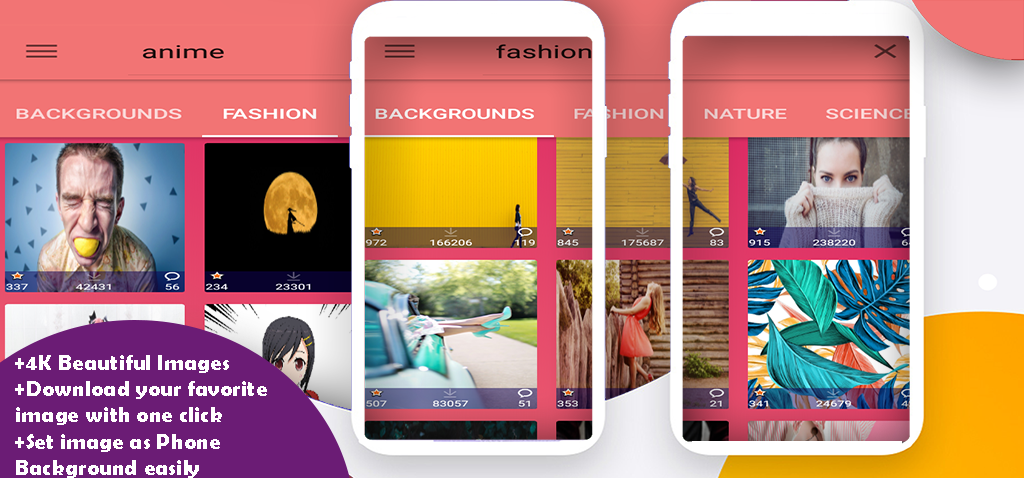 anime
fashion
BACKGROUNDS
FASHION
BACKGROUNDS
FASHION
NATURE
SCIENCE
337 42431 56
234 23301
972 166206 119
845 175687 83
915 238220
507 83057 51
353 21
341 24679
+4K Beautiful Images
+Download your favorite
image with one click
+Set image as Phone
Background easily